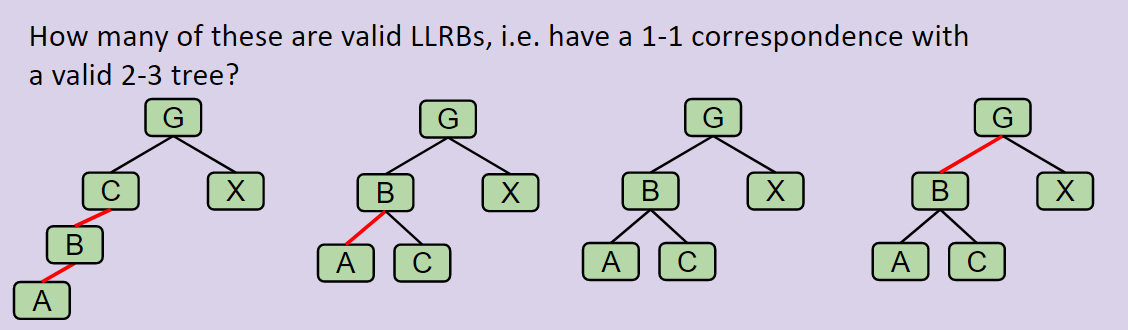 How many of these are valid LLRBs, i.e. have a 1-1 correspondence with
a valid 2-3 tree?
G G G G
C X B X B X B X
B
A C A C A C
A